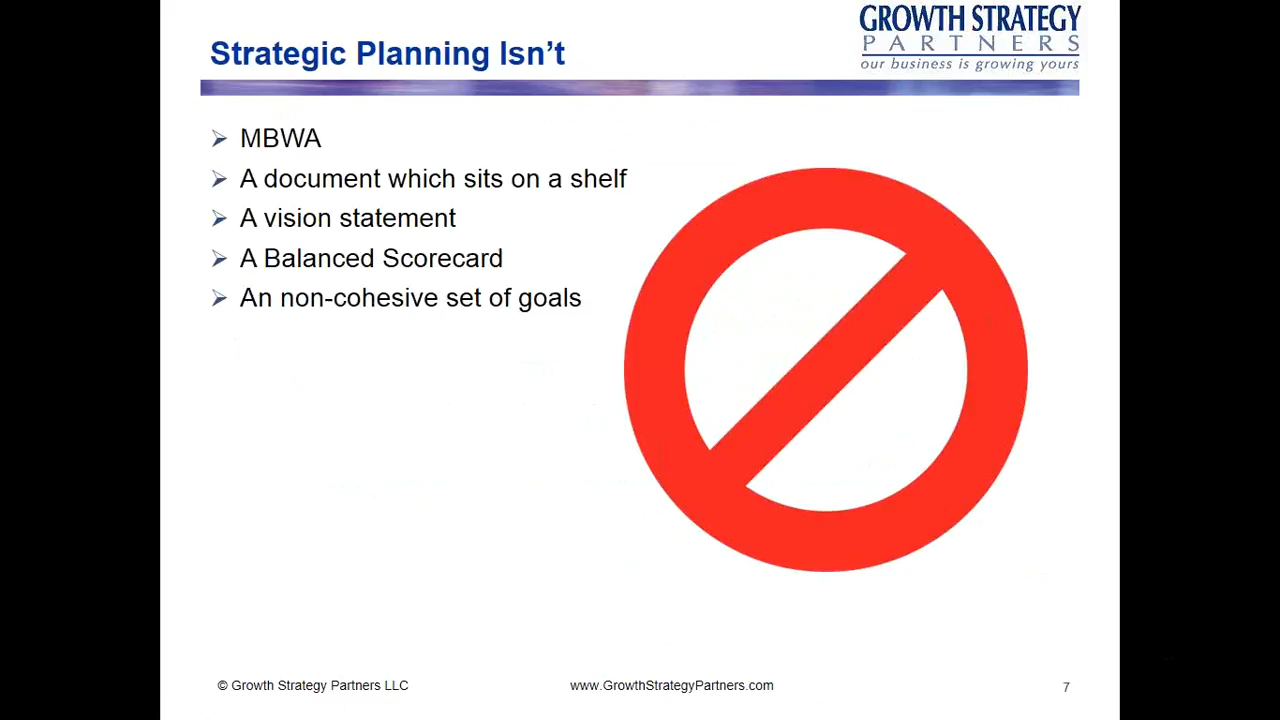 GROWTH STRATEGY
PARTNERS
our business is growing yours
Strategic Planning Isn’t
MBWA
A document which sits on a shelf
A vision statement
A Balanced Scorecard
An non-cohesive set of goals
© Growth Strategy Partners LLC
www.GrowthStrategyPartners.com
7